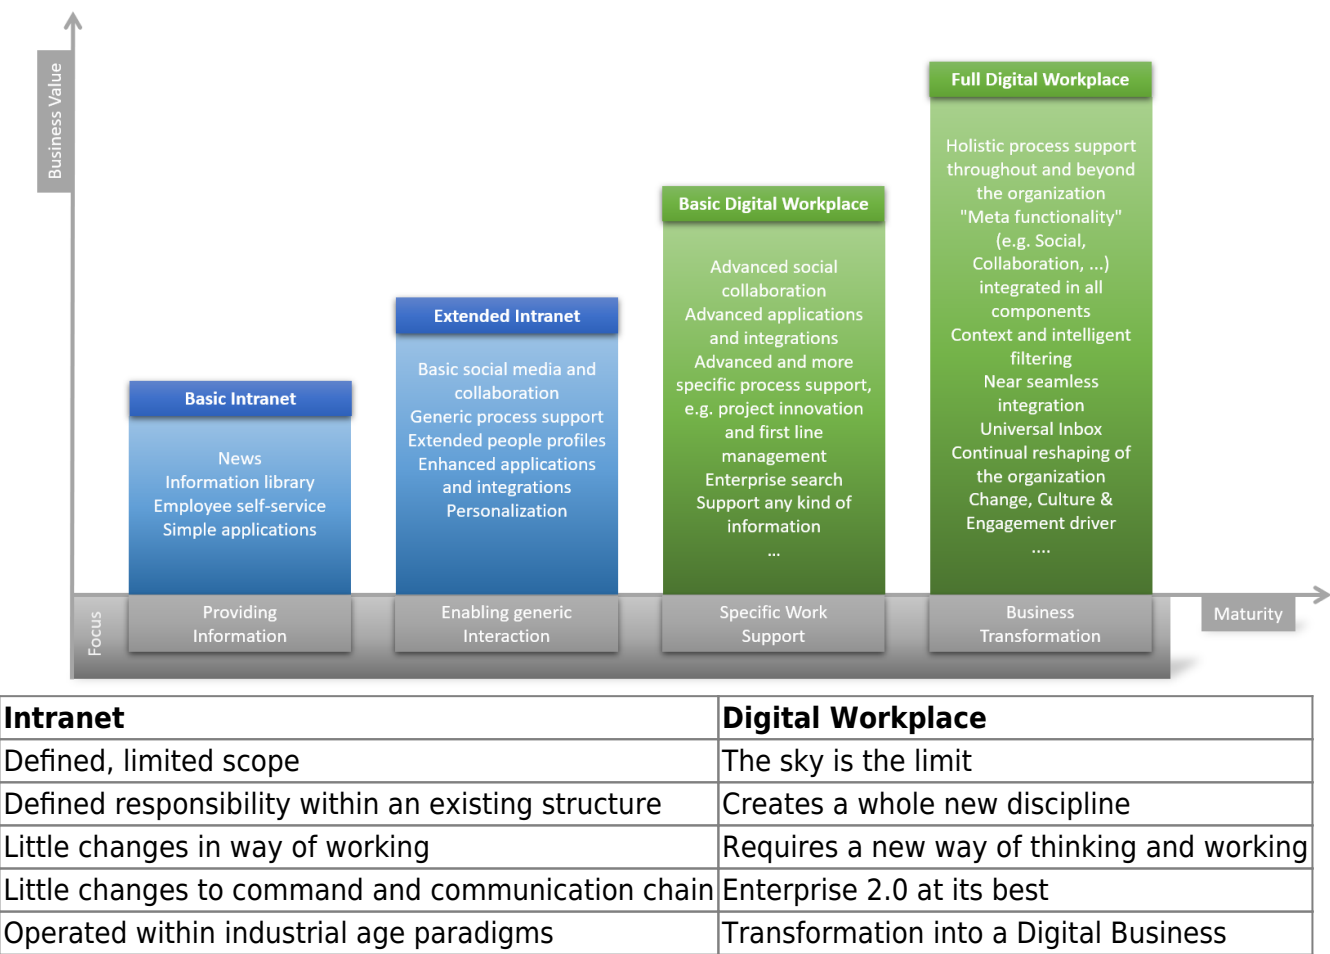 Business Value
Full Digital Workplace
Holistic process support
throughout and beyond
the organization
"Meta functionality"
(e.g. Social,
Collaboration, ...)
integrated in all
components
Context and intelligent
filtering
Near seamless
integration
Universal Inbox
Continual reshaping of
the organization
Change, Culture &
Engagement driver
....
Basic Digital Workplace
Advanced social
collaboration
Advanced applications
and integrations
Advanced and more
specific process support,
e.g. project innovation
and first line
management
Enterprise search
Support any kind of
information
...
Extended Intranet
Basic social media and
collaboration
Generic process support
Extended people profiles
Enhanced applications
and integrations
Personalization
Basic Intranet
News
Information library
Employee self-service
Simple applications
Focus
Providing
Information
Enabling generic
Interaction
Specific Work
Support
Business
Transformation
Maturity
Intranet
Digital Workplace
Defined, limited scope
The sky is the limit
Defined responsibility within an existing structure
Creates a whole new discipline
Little changes in way of working
Requires a new way of thinking and working
Little changes to command and communication chain
Enterprise 2.0 at its best
Operated within industrial age paradigms
Transformation into a Digital Business